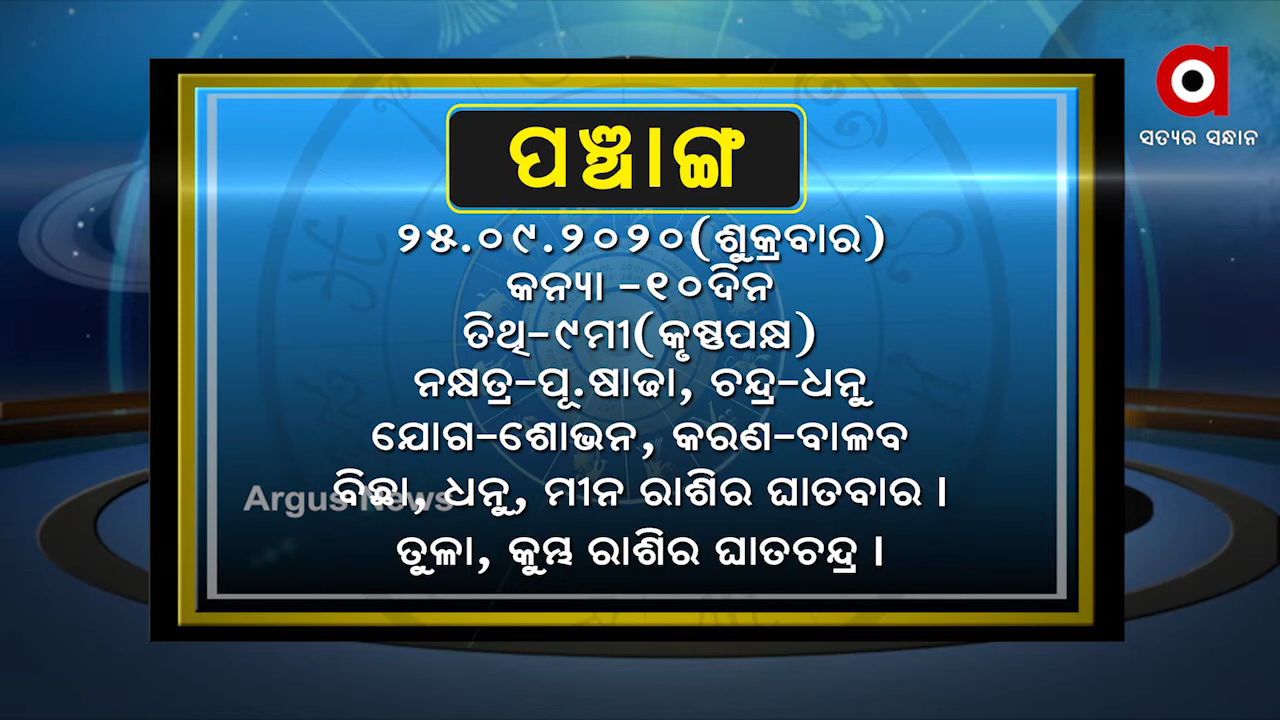 ପଞ୍ଚାଙ୍ଗ
ସତ୍ୟର ସନ୍ଧାନ
୨୫.୦୯.୨୦୨୦(ଶୁକ୍ରବାର)
କନ୍ୟା -୧୦ଦିନ
ତିଥି-୯ମୀ(କୃଷ୍ଣପକ୍ଷ)
ନକ୍ଷତ୍ର-ପୂ.ଷାଢା, ଚନ୍ଦ୍ର-ଧନୁ
ଯୋଗ-ଶୋଭନ, କରଣ-ବାଳବ
ବିଛା, ଧନୁ, ମୀନ ରାଶିର ଘାତବାର ।
Argus News
ତୁଳା, କୁମ୍ଭ ରାଶିର ଘାତଚନ୍ଦ୍ର ।